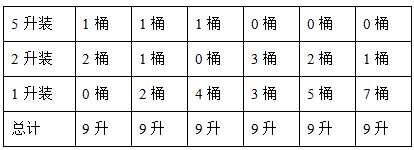 5 升装 1 桶 1 桶 1 桶 0 桶 0 桶 0 桶
2 升装 2 桶 1 桶 0 桶 3 桶 2 桶 1 桶
1 升装 0 桶 2 桶 4 桶 3 桶 5 桶 7 桶
总计 9 升 9 升 9 升 9 升 9 升 9 升